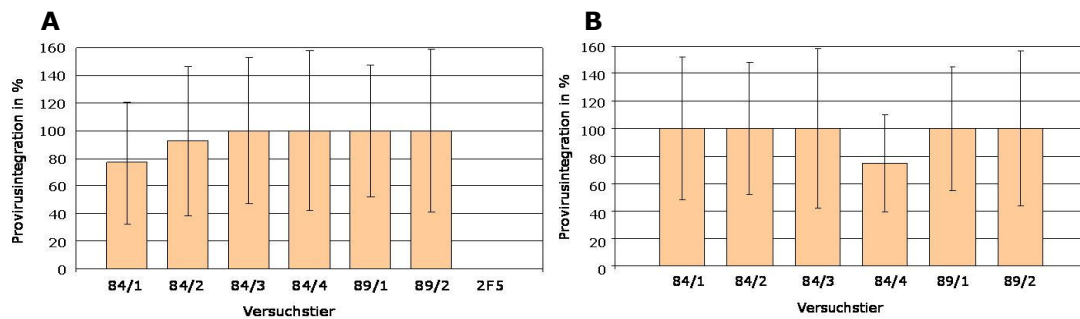 A
Provirusintegration in %
160
140
120
100
80
60
40
20
0
84/1 84/2 84/3 84/4 89/1 89/2 2F5
Versuchstier
B
Provirusintegration in %
160
140
120
100
80
60
40
20
0
84/1 84/2 84/3 84/4 89/1 89/2
Versuchstier